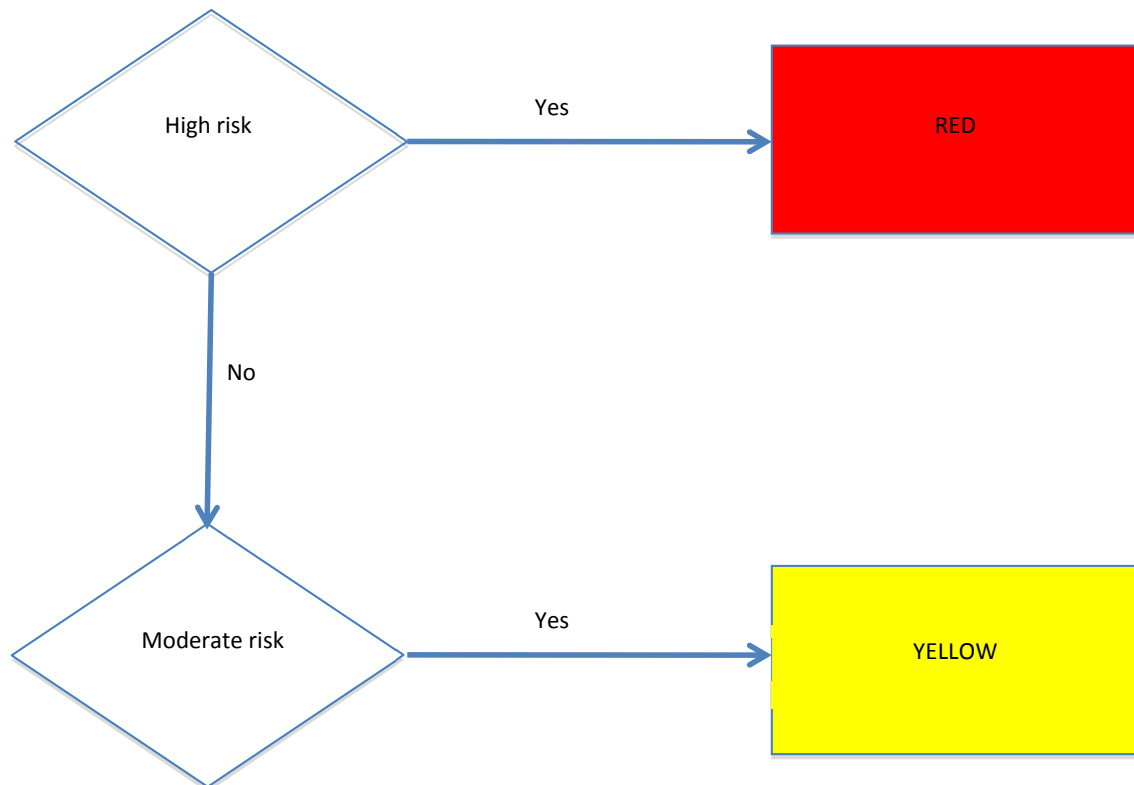 High risk
Yes
RED
No
Moderate risk
Yes
YELLOW